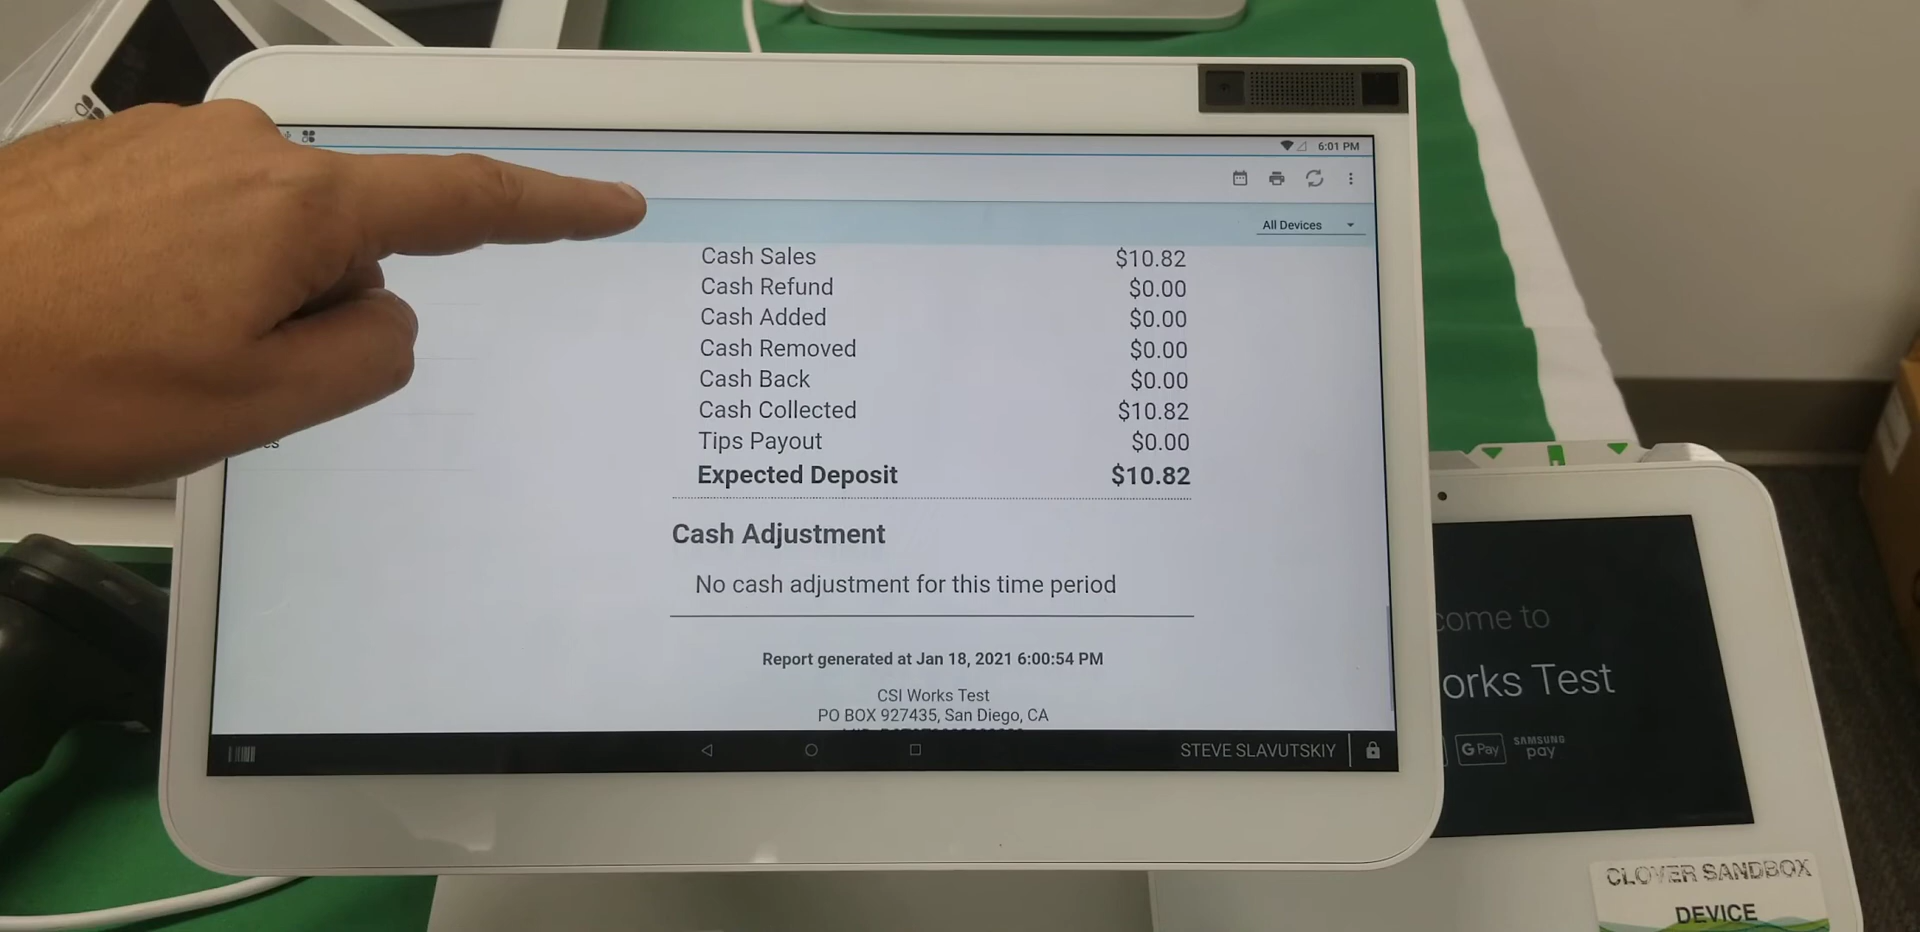 6:01 PM
All Devices
Cash Sales $10.82
Cash Refund $0.00
Cash Added $0.00
Cash Removed $0.00
Cash Back $0.00
Cash Collected $10.82
Tips Payout $0.00
Expected Deposit $10.82
Cash Adjustment
No cash adjustment for this time period
Report generated at Jan 18, 2021 6:00:54 PM
CSI Works Test
PO BOX 927435, San Diego, CA
STEVE SLAVUTSKIY
come to
orks Test
G Pay SAMSUNG pay
CLOVER SANDBOX
DEVICE